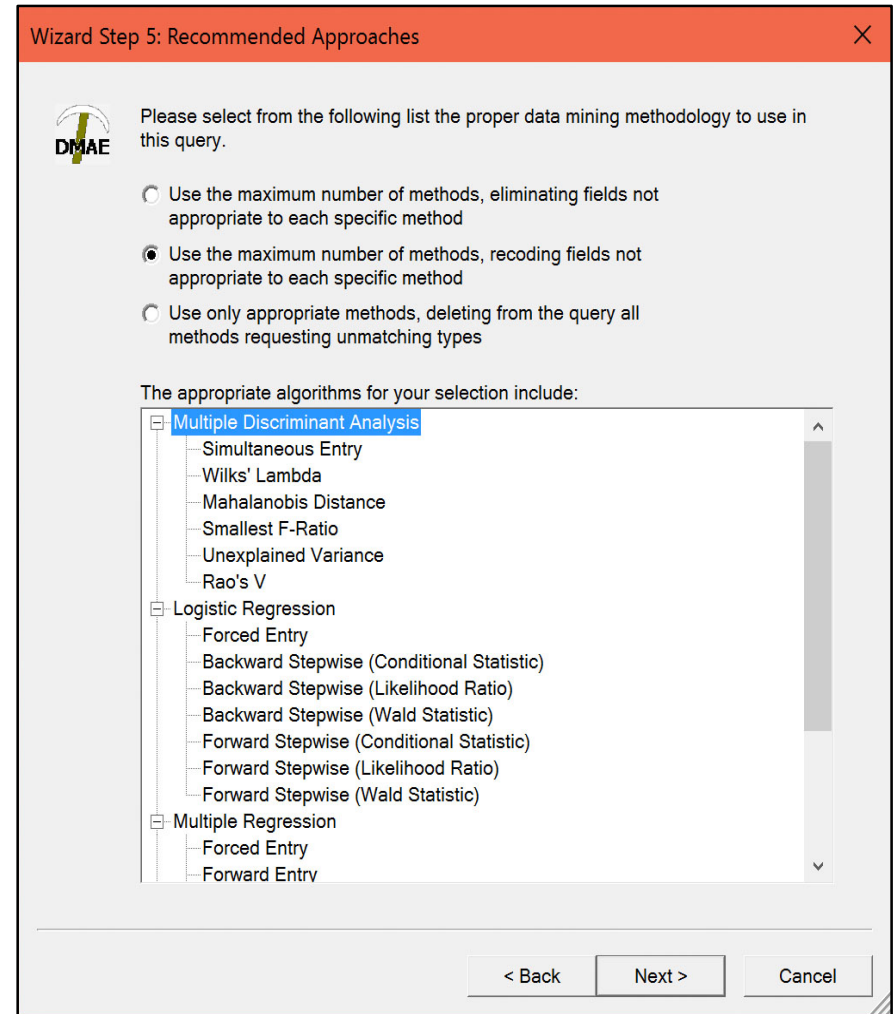 Wizard Step 5: Recommended Approaches
DMAE
Please select from the following list the proper data mining methodology to use in
this query.
Use the maximum number of methods, eliminating fields not
appropriate to each specific method
Use the maximum number of methods, recoding fields not
appropriate to each specific method
Use only appropriate methods, deleting from the query all
methods requesting unmatching types
The appropriate algorithms for your selection include:
Multiple Discriminant Analysis
Simultaneous Entry
Wilks' Lambda
Mahalanobis Distance
Smallest F-Ratio
Unexplained Variance
Rao's V
Logistic Regression
Forced Entry
Backward Stepwise (Conditional Statistic)
Backward Stepwise (Likelihood Ratio)
Backward Stepwise (Wald Statistic)
Forward Stepwise (Conditional Statistic)
Forward Stepwise (Likelihood Ratio)
Forward Stepwise (Wald Statistic)
Multiple Regression
Forced Entry
Forward Entry
< Back Next > Cancel